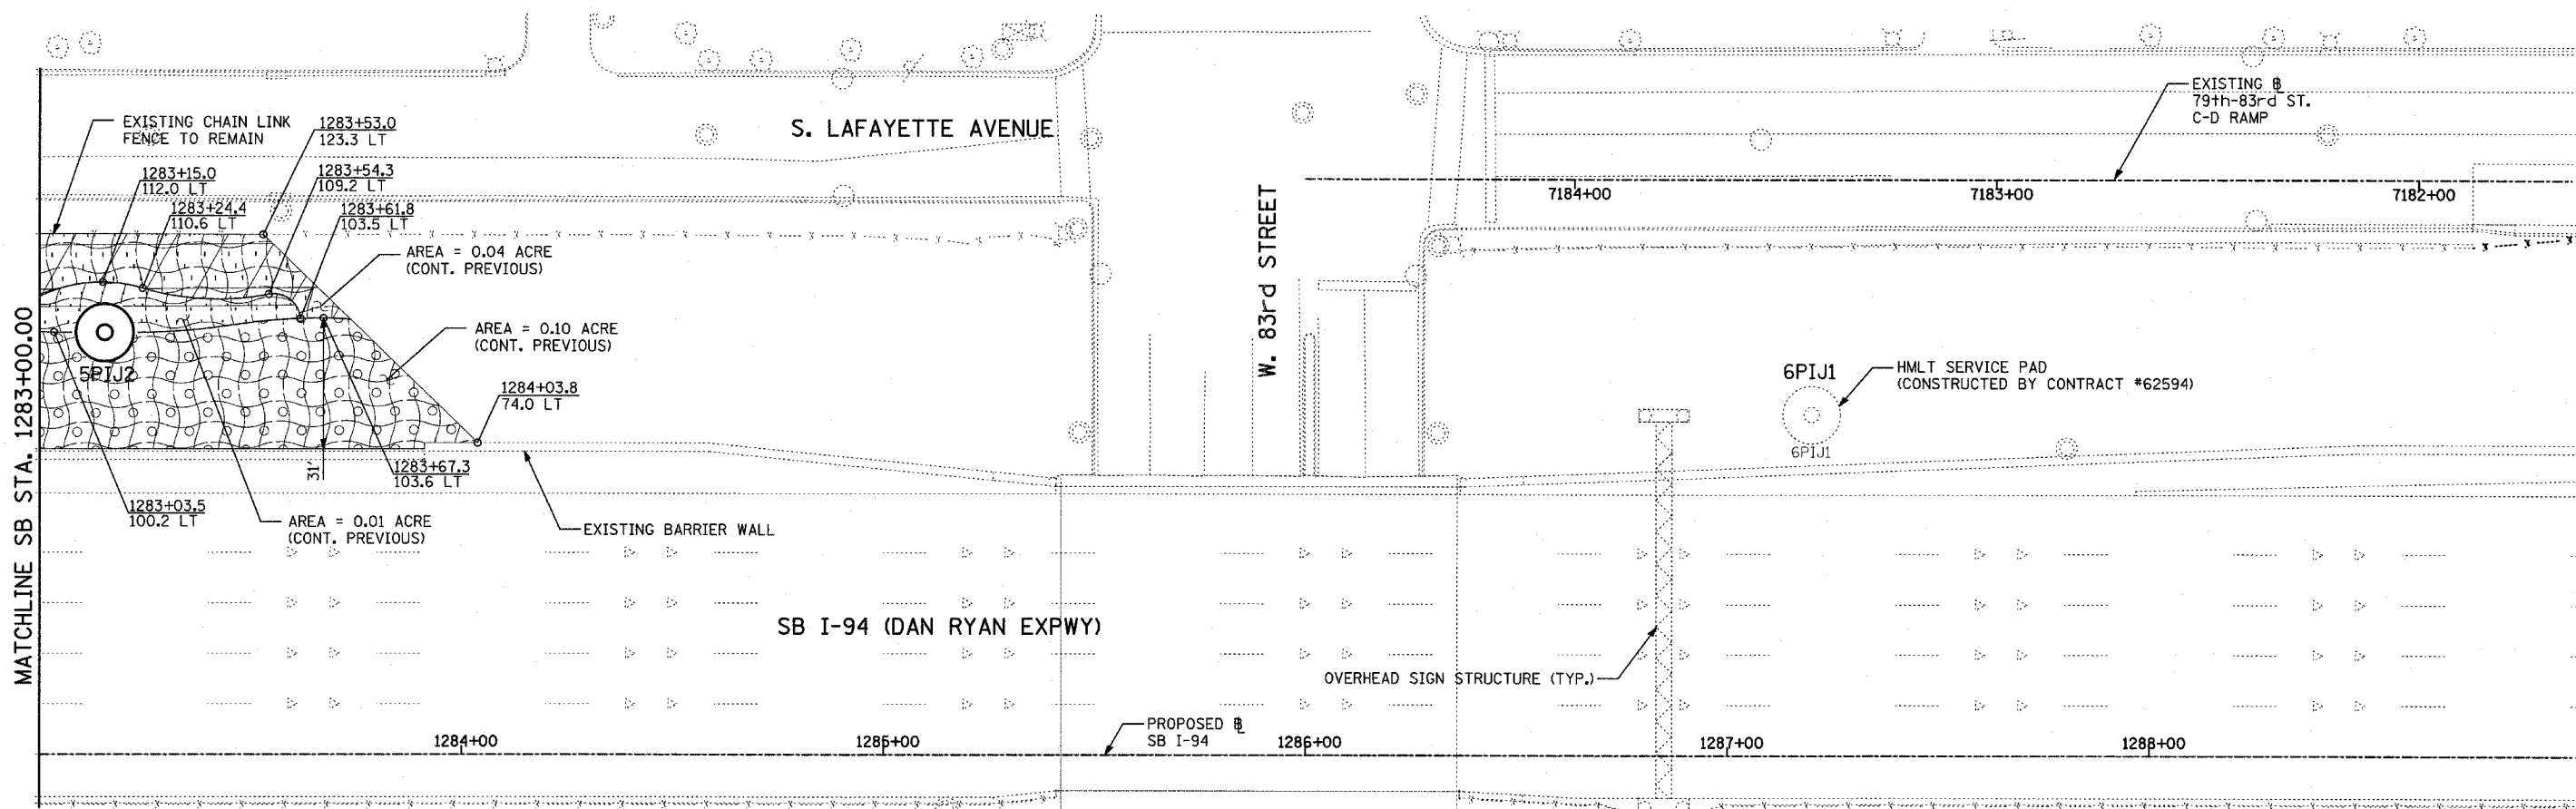 EXISTING ℄
79th-83rd ST.
C-D RAMP
EXISTING CHAIN LINK
FENCE TO REMAIN
1283+53.0
123.3 LT
S. LAFAYETTE AVENUE
1283+15.0
112.0 LT
1283+54.3
109.2 LT
1283+24.4
110.6 LT
1283+61.8
103.5 LT
7184+00
7183+00
7182+00
W. 83rd STREET
AREA = 0.04 ACRE
(CONT. PREVIOUS)
AREA = 0.10 ACRE
(CONT. PREVIOUS)
5PIJ2
1284+03.8
74.0 LT
6PIJ1
HMLT SERVICE PAD
(CONSTRUCTED BY CONTRACT #62594)
6PIJ1
MATCHLINE SB STA. 1283+00.00
31'
1283+67.3
103.6 LT
1283+03.5
100.2 LT
AREA = 0.01 ACRE
(CONT. PREVIOUS)
EXISTING BARRIER WALL
SB I-94 (DAN RYAN EXPWY)
OVERHEAD SIGN STRUCTURE (TYP.)
PROPOSED ℄
SB I-94
1284+00
1285+00
1286+00
1287+00
1288+00